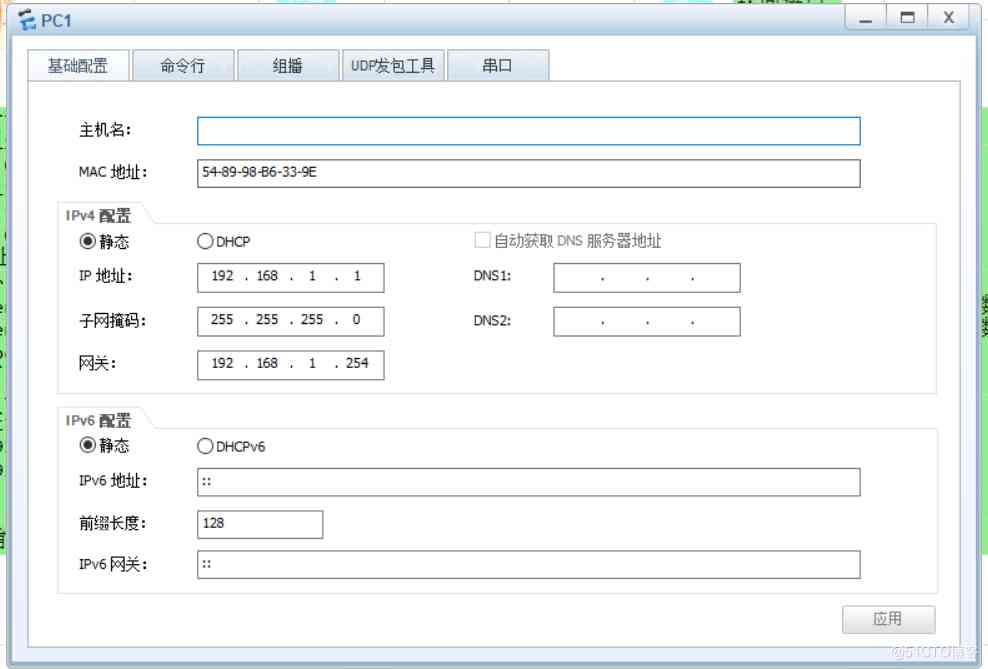 PC1
基础配置 命令行 组播 UDP发包工具 串口
主机名：
MAC 地址： 54-89-98-B6-33-9E
IPv4 配置
静态 DHCP 自动获取 DNS 服务器地址
IP 地址： 192 . 168 . 1 . 1 DNS1: . . .
子网掩码： 255 . 255 . 255 . 0 DNS2: . . .
网关： 192 . 168 . 1 . 254
IPv6 配置
静态 DHCPv6
IPv6 地址： ::
前缀长度： 128
IPv6 网关： ::
应用
@51CTO博客